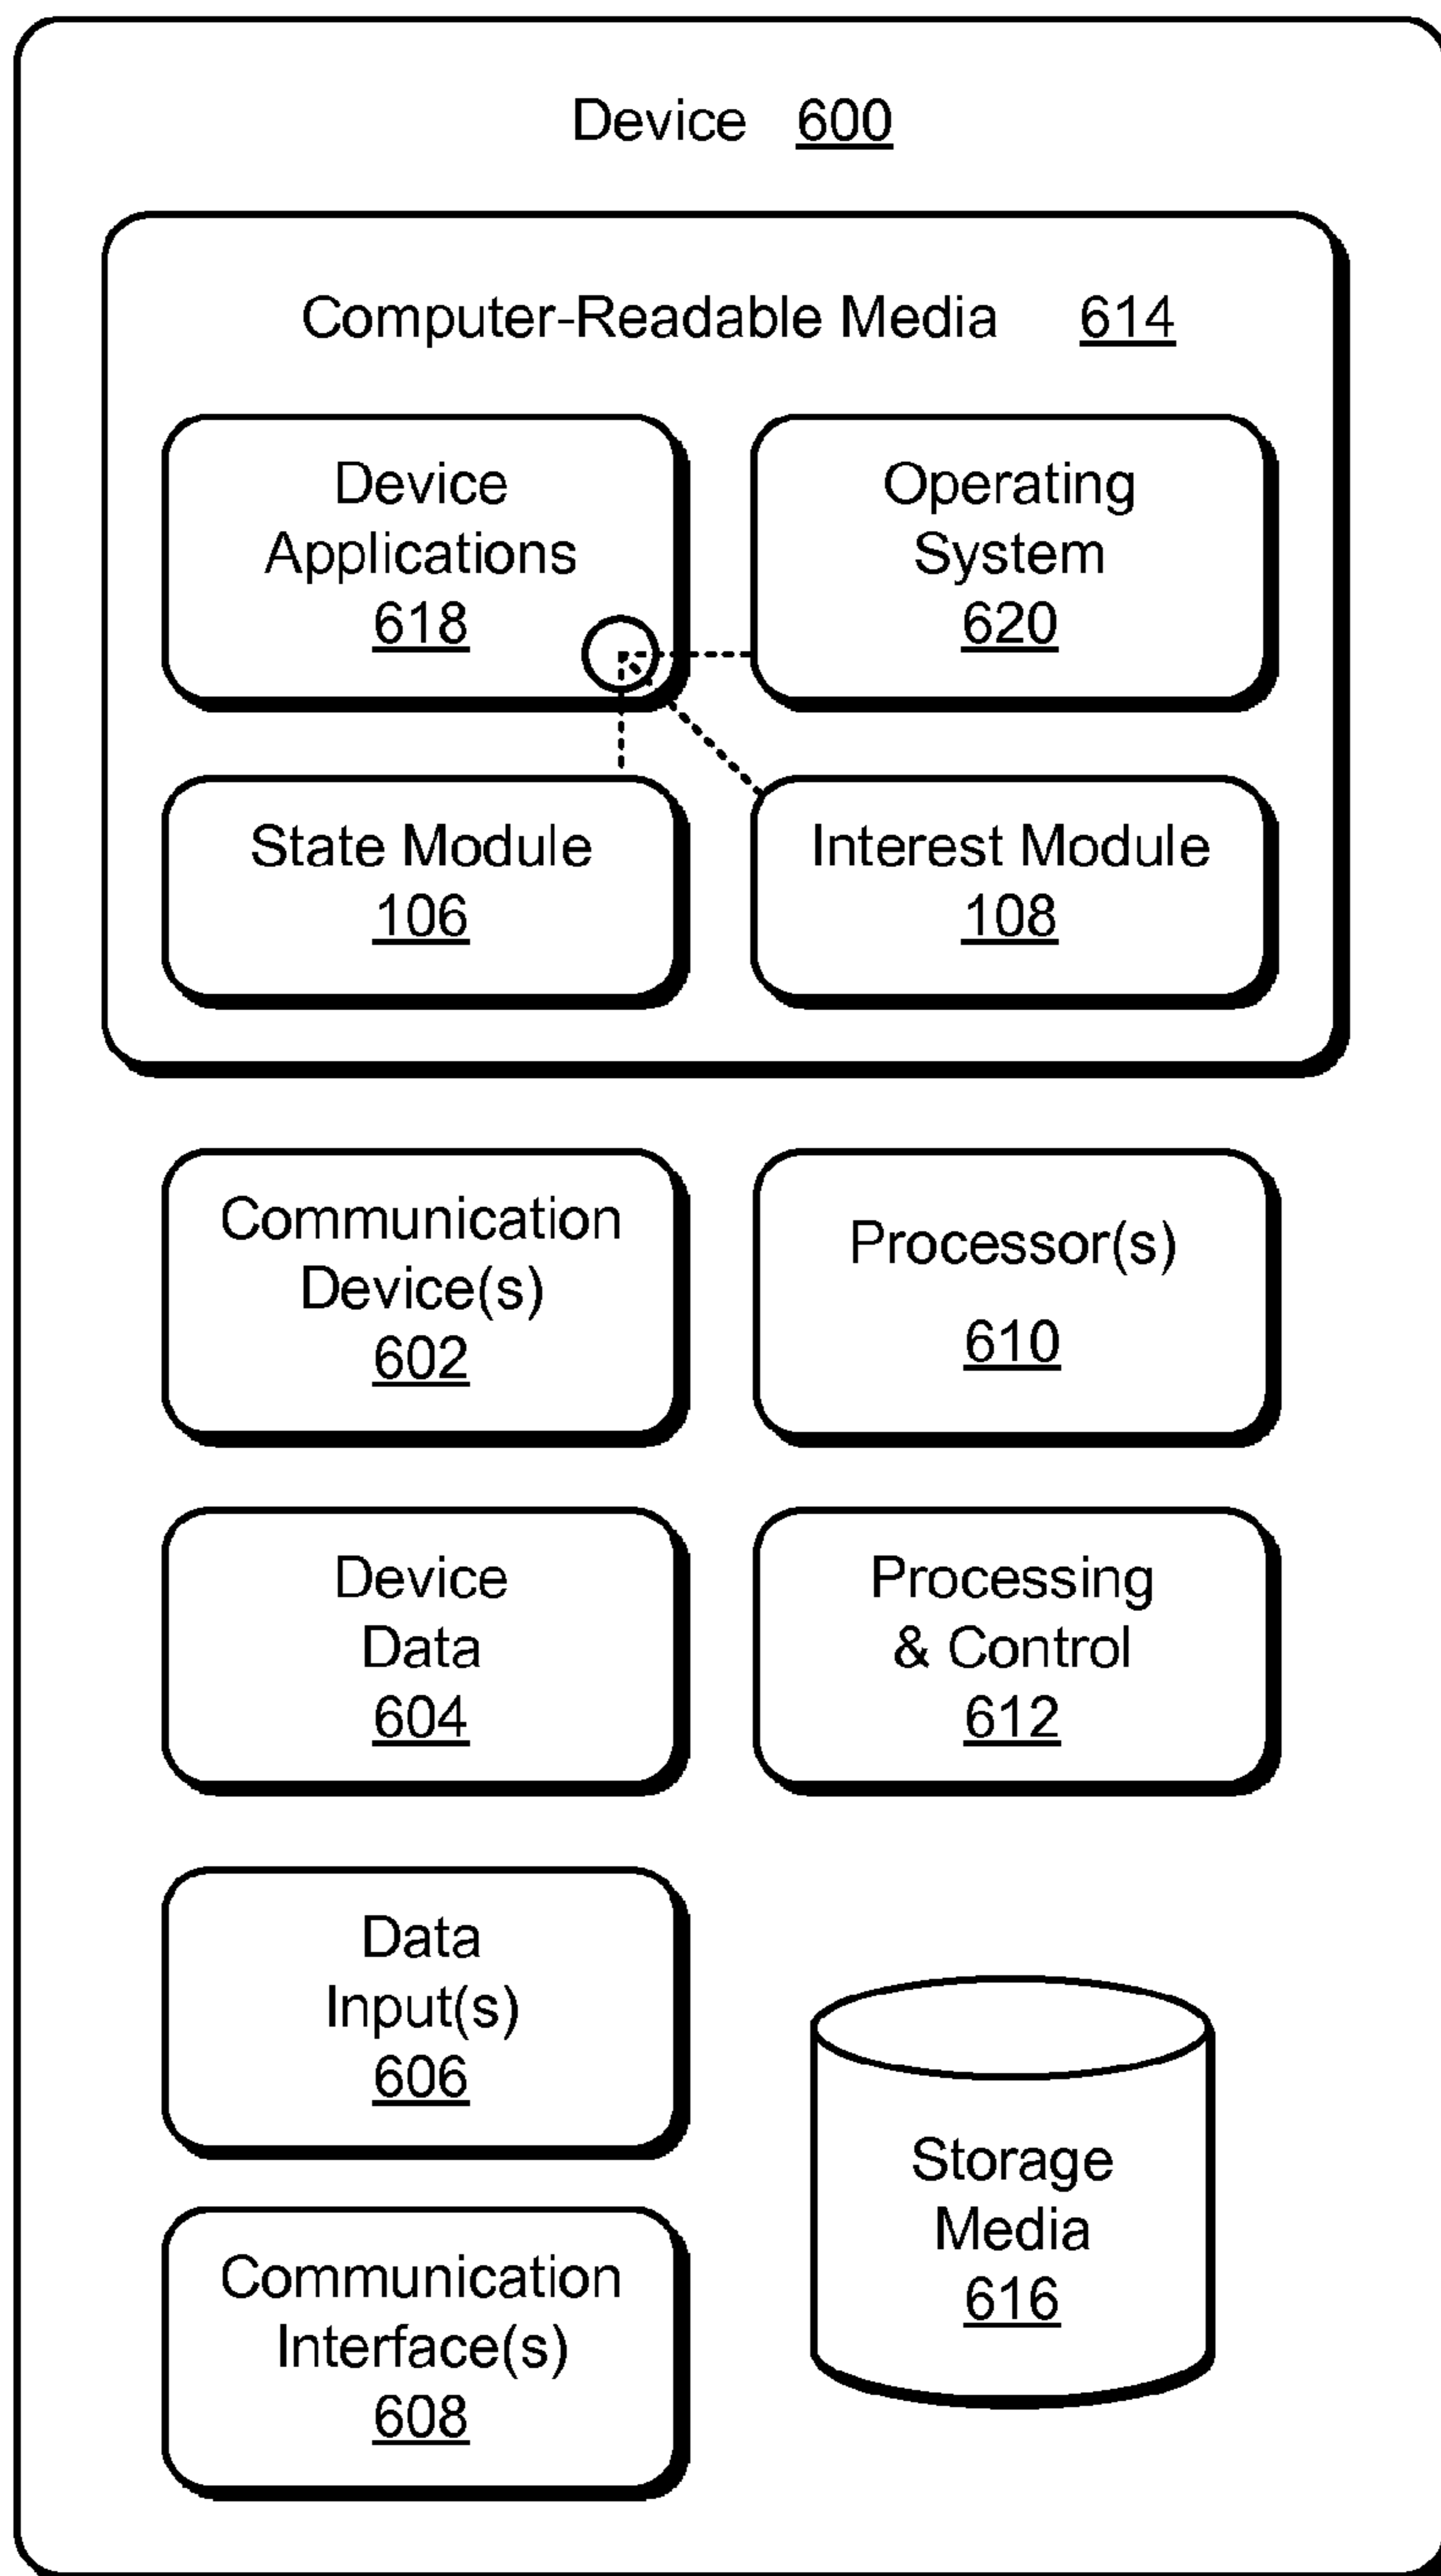 Device 600
Computer-Readable Media 614
Device
Applications
618
Operating
System
620
State Module
106
Interest Module
108
Communication
Device(s)
602
Processor(s)
610
Device
Data
604
Processing
& Control
612
Data
Input(s)
606
Storage
Media
616
Communication
Interface(s)
608